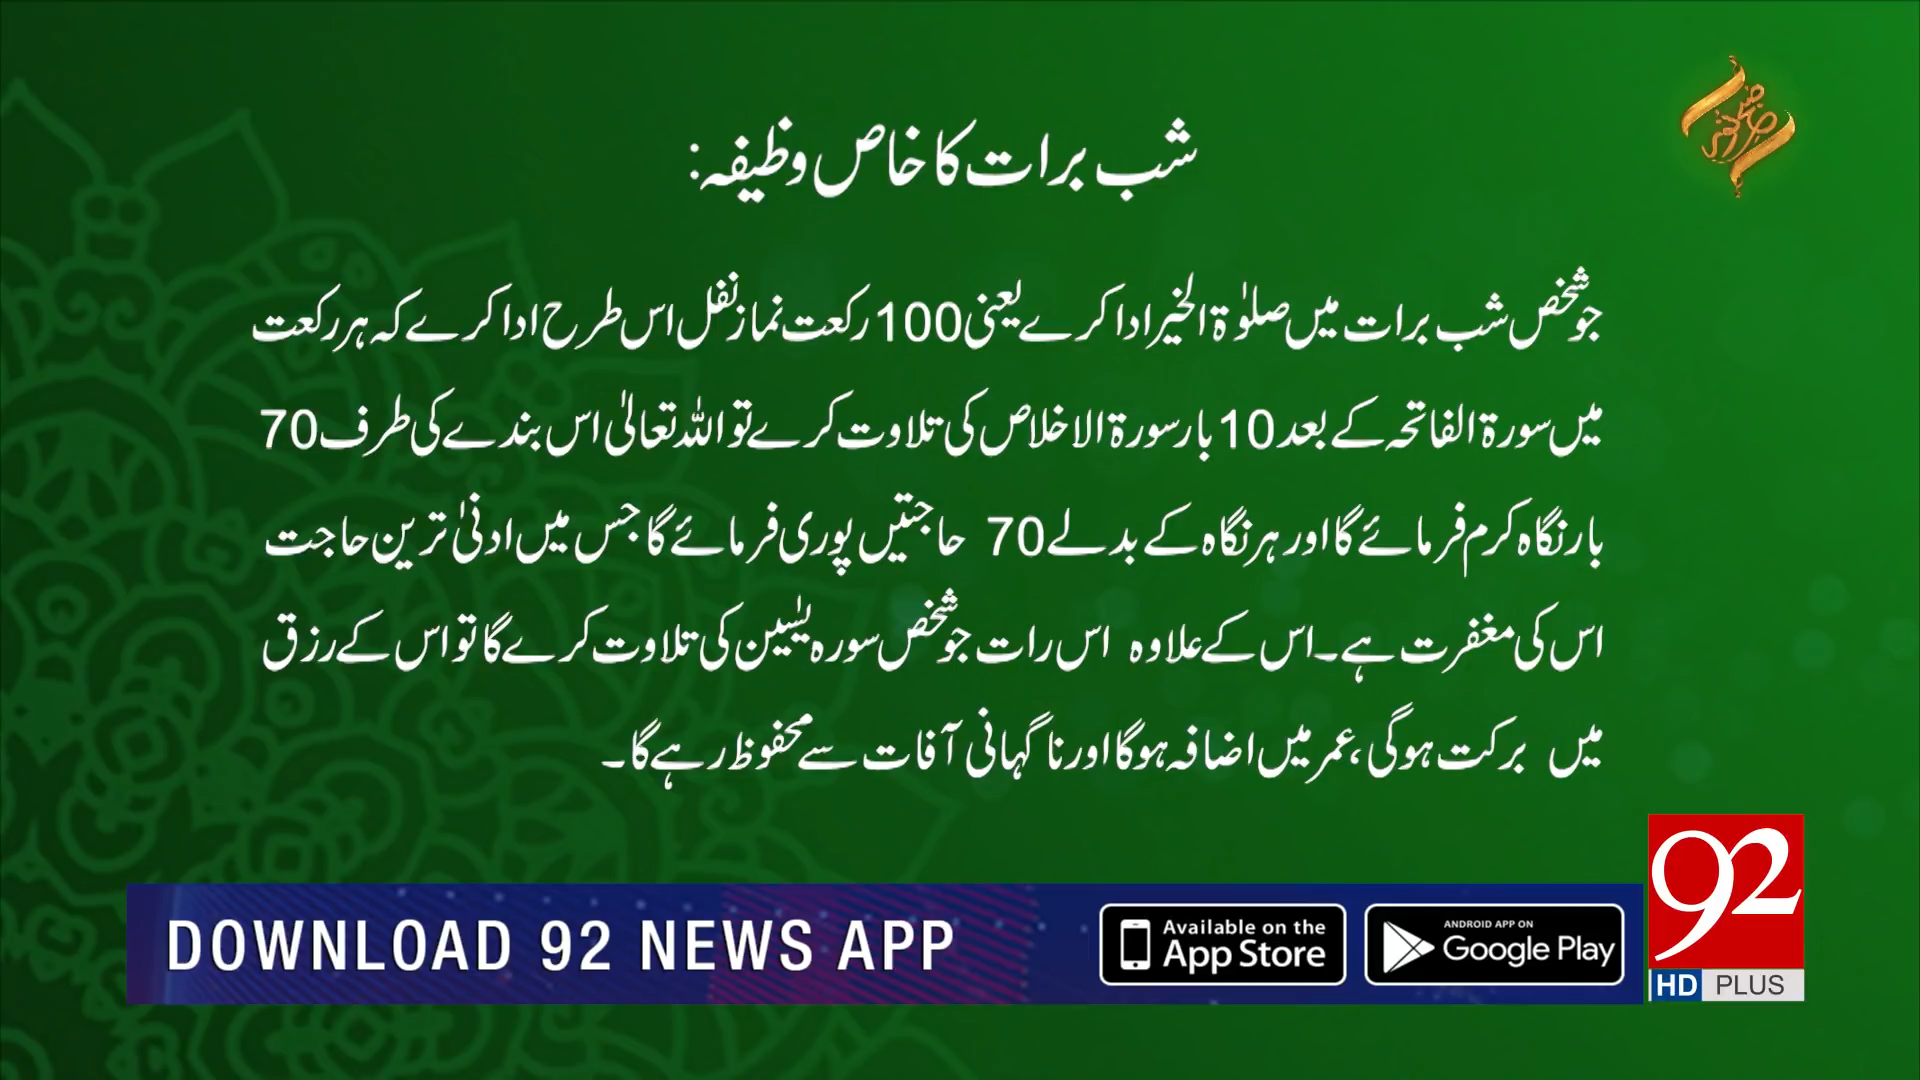 شب برات کا خاص وظیفہ:
جو شخص شب برات میں صلوٰۃ الخیر ادا کرے یعنی 100 رکعت نماز نفل اس طرح ادا کرے کہ ہر رکعت
میں سورۃ الفاتحہ کے بعد 10 بار سورۃ الاخلاص کی تلاوت کرے تو اللہ تعالیٰ اس بندے کی طرف 70
بار نگاہ کرم فرمائے گا اور ہر نگاہ کے بدلے 70 حاجتیں پوری فرمائے گا جس میں ادنیٰ ترین حاجت
اس کی مغفرت ہے۔ اس کے علاوہ اس رات جو شخص سورہ یٰسین کی تلاوت کرے گا تو اس کے رزق
میں برکت ہوگی، عمر میں اضافہ ہوگا اور ناگہانی آفات سے محفوظ رہے گا۔
DOWNLOAD 92 NEWS APP
Available on the
App Store
ANDROID APP ON
Google Play
92
HD PLUS